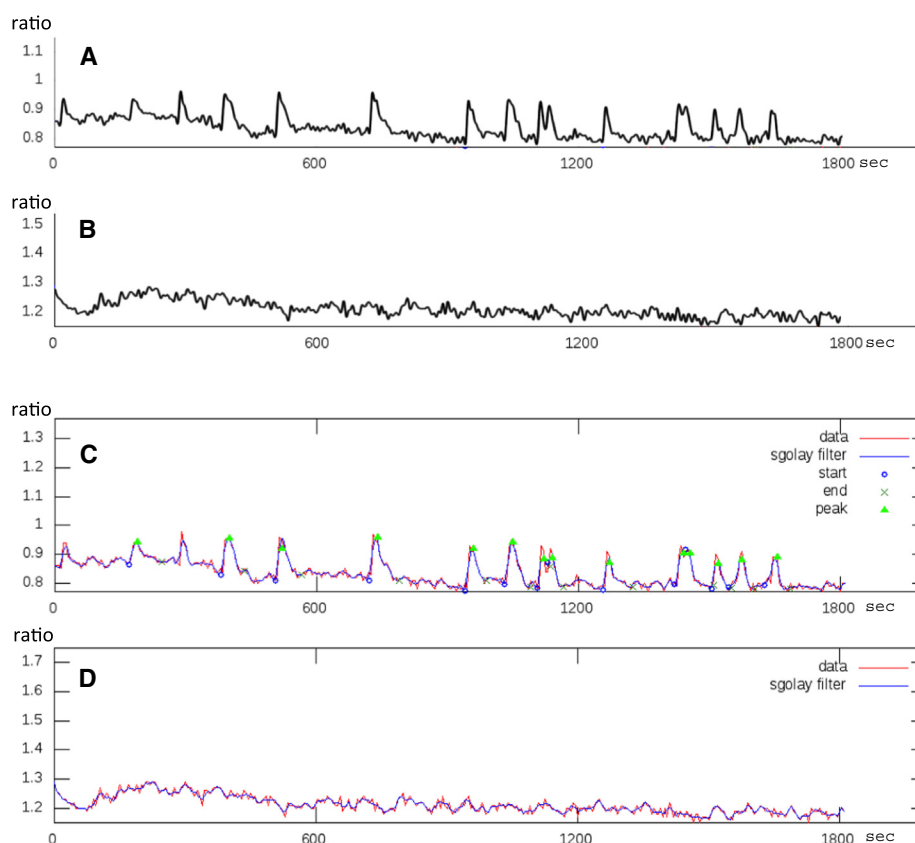 ratio
A
1.1
1
0.9
0.8
0 600 1200 1800 sec
ratio
B
1.5
1.4
1.3
1.2
0 600 1200 1800 sec
ratio
C
1.3
1.2
1.1
1
0.9
0.8
data
sgolay filter
start
end
peak
0 600 1200 1800 sec
ratio
D
1.7
1.6
1.5
1.4
1.3
1.2
data
sgolay filter
0 600 1200 1800 sec